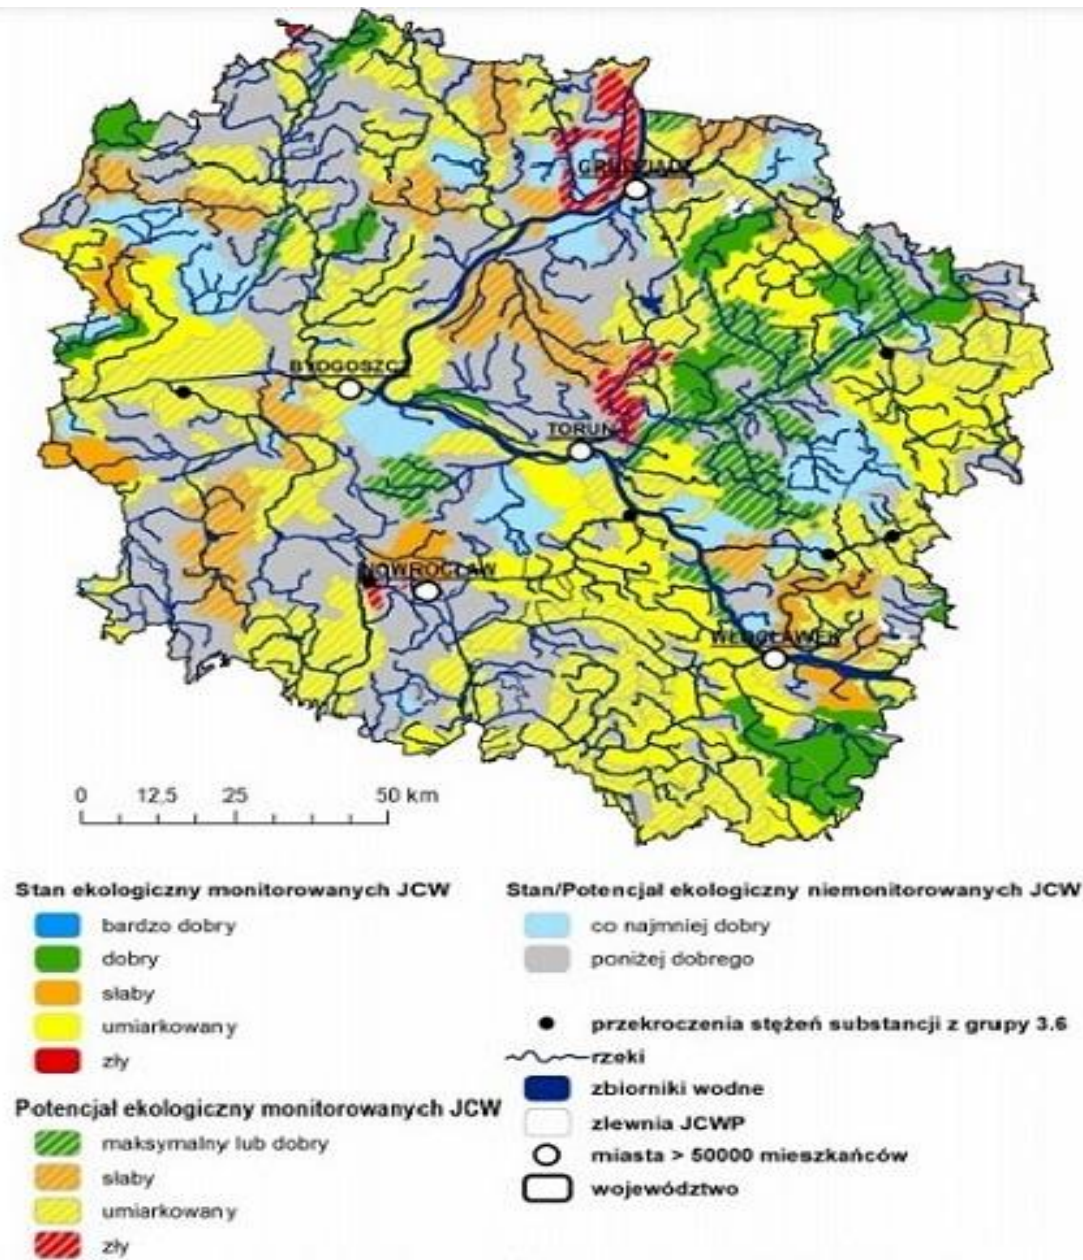 GRUDZIĄDZ
BYDGOSZCZ
TORUŃ
INOWROCŁAW
WŁOCŁAWEK
0 12,5 25 50 km
Stan ekologiczny monitorowanych JCW
bardzo dobry
dobry
słaby
umiarkowany
zły
Potencjał ekologiczny monitorowanych JCW
maksymalny lub dobry
słaby
umiarkowany
zły
Stan/Potencjał ekologiczny niemonitorowanych JCW
co najmniej dobry
poniżej dobrego
przekroczenia stężeń substancji z grupy 3.6
rzeki
zbiorniki wodne
zlewnia JCWP
miasta > 50000 mieszkańców
województwo